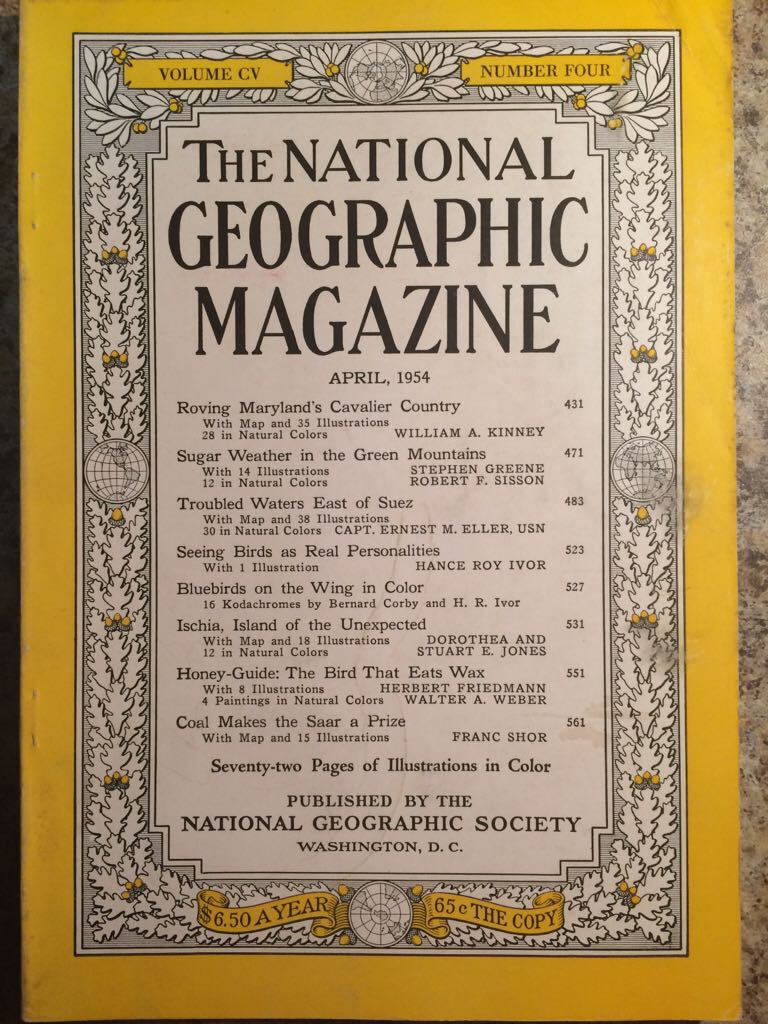 VOLUME CV NUMBER FOUR
THE NATIONAL
GEOGRAPHIC
MAGAZINE
APRIL, 1954
Roving Maryland's Cavalier Country 431
With Map and 35 Illustrations
28 in Natural Colors WILLIAM A. KINNEY
Sugar Weather in the Green Mountains 471
With 14 Illustrations STEPHEN GREENE
12 in Natural Colors ROBERT F. SISSON
Troubled Waters East of Suez 483
With Map and 38 Illustrations
30 in Natural Colors CAPT. ERNEST M. ELLER, USN
Seeing Birds as Real Personalities 523
With 1 Illustration HANCE ROY IVOR
Bluebirds on the Wing in Color 527
16 Kodachromes by Bernard Corby and H. R. Ivor
Ischia, Island of the Unexpected 531
With Map and 18 Illustrations DOROTHEA AND
12 in Natural Colors STUART E. JONES
Honey-Guide: The Bird That Eats Wax 551
With 8 Illustrations HERBERT FRIEDMANN
4 Paintings in Natural Colors WALTER A. WEBER
Coal Makes the Saar a Prize 561
With Map and 15 Illustrations FRANC SHOR
Seventy-two Pages of Illustrations in Color
PUBLISHED BY THE
NATIONAL GEOGRAPHIC SOCIETY
WASHINGTON, D. C.
$6.50 A YEAR 65c THE COPY